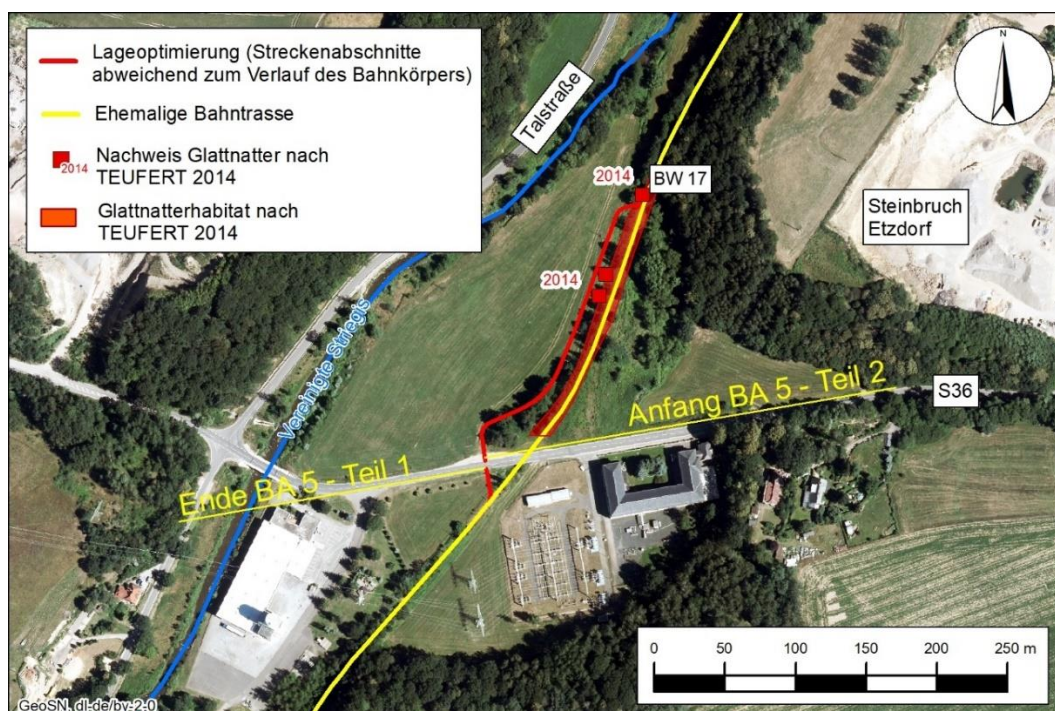 Lageoptimierung (Streckenabschnitte
abweichend zum Verlauf des Bahnkörpers)
Ehemalige Bahntrasse
2014
Nachweis Glattnatter nach
TEUFERT 2014
Glattnatterhabitat nach
TEUFERT 2014
Talstraße
N
2014
BW 17
Steinbruch
Etzdorf
2014
Vereinigte Striegis
Anfang BA 5 - Teil 2
S36
Ende BA 5 - Teil 1
0 50 100 150 200 250 m
GeoSN, dl-de/by-2-0